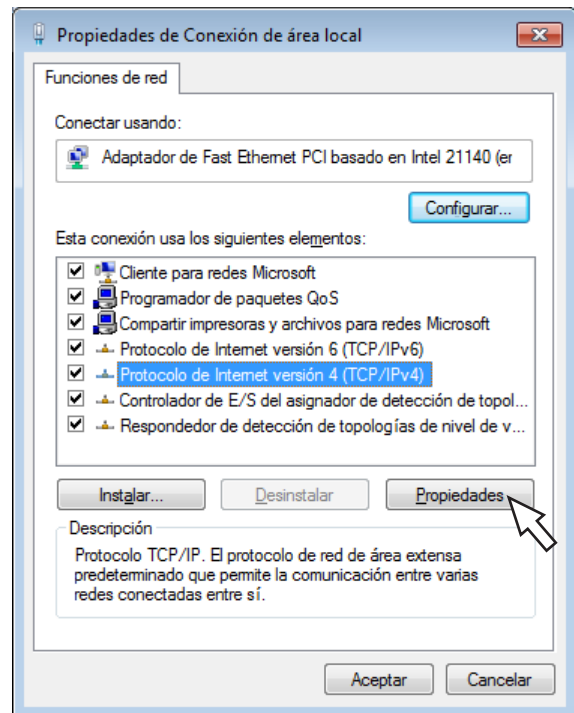 Propiedades de Conexión de área local
Funciones de red
Conectar usando:
Adaptador de Fast Ethernet PCI basado en Intel 21140 (er
Configurar...
Esta conexión usa los siguientes elementos:
Cliente para redes Microsoft
Programador de paquetes QoS
Compartir impresoras y archivos para redes Microsoft
Protocolo de Internet versión 6 (TCP/IPv6)
Protocolo de Internet versión 4 (TCP/IPv4)
Controlador de E/S del asignador de detección de topol...
Respondedor de detección de topologías de nivel de v...
Instalar... Desinstalar Propiedades
Descripción
Protocolo TCP/IP. El protocolo de red de área extensa
predeterminado que permite la comunicación entre varias
redes conectadas entre sí.
Aceptar Cancelar